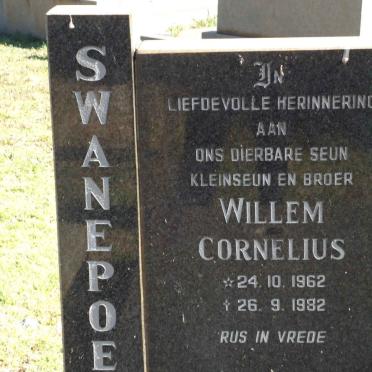 SWANEPOE
In
LIEFDEVOLLE HERINNERING
AAN
ONS DIERBARE SEUN
KLEINSEUN EN BROER
WILLEM
CORNELIUS
☆ 24. 10. 1962
✝ 26. 9. 1982
RUS IN VREDE